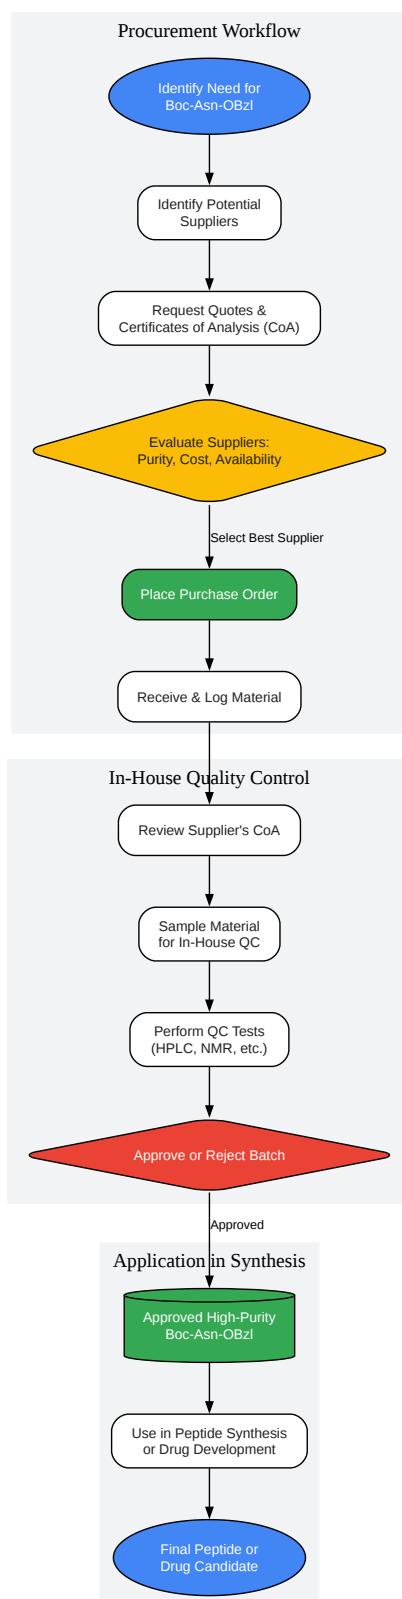 Procurement Workflow
Identify Need for
Boc-Asn-OBzl
Identify Potential
Suppliers
Request Quotes &
Certificates of Analysis (CoA)
Evaluate Suppliers:
Purity, Cost, Availability
Select Best Supplier
Place Purchase Order
Receive & Log Material
In-House Quality Control
Review Supplier's CoA
Sample Material
for In-House QC
Perform QC Tests
(HPLC, NMR, etc.)
Approve or Reject Batch
Approved
Application in Synthesis
Approved High-Purity
Boc-Asn-OBzl
Use in Peptide Synthesis
or Drug Development
Final Peptide or
Drug Candidate